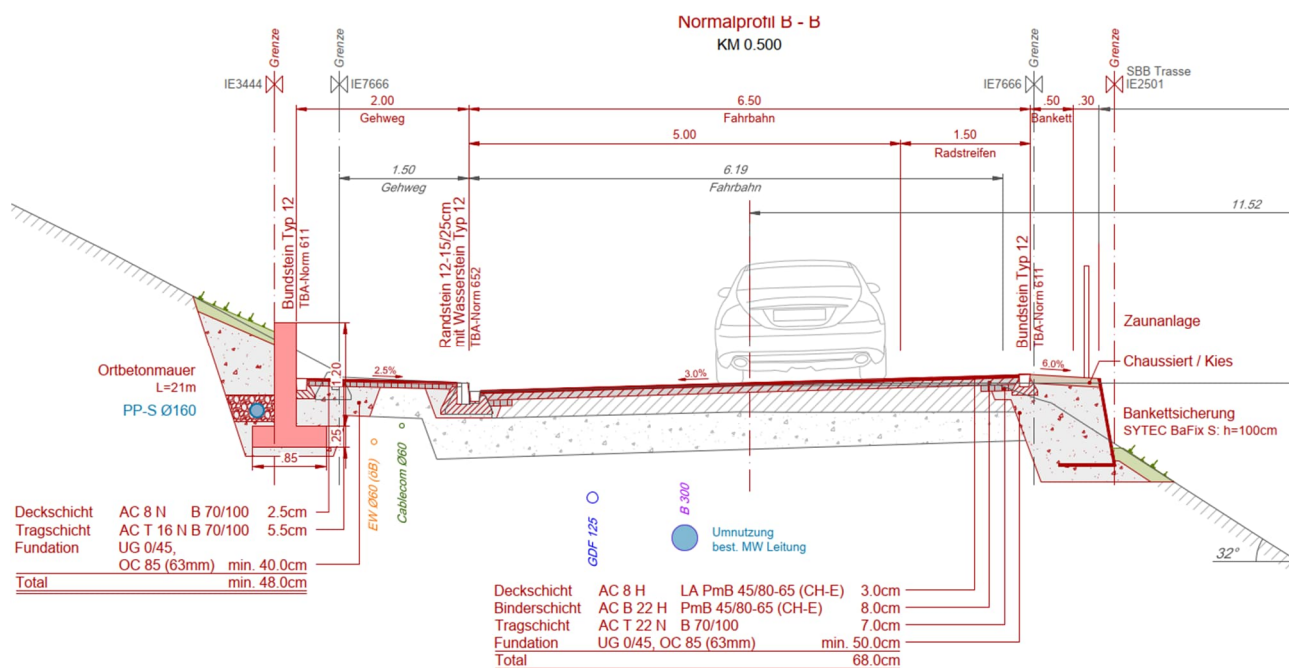 Normalprofil B - B
KM 0.500
Grenze
Grenze
Grenze
Grenze
IE3444
IE7666
IE7666
SBB Trasse
IE2501
2.00
Gehweg
6.50
Fahrbahn
.50
Bankett
.30
5.00
1.50
Radstreifen
1.50
Gehweg
6.19
Fahrbahn
11.52
Bundstein Typ 12
TBA-Norm 611
Randstein 12-15/25cm
mit Wasserstein Typ 12
TBA-Norm 652
Bundstein Typ 12
TBA-Norm 611
Zaunanlage
Chaussiert / Kies
Bankettsicherung
SYTEC BaFix S: h=100cm
Ortbetonmauer
L=21m
PP-S Ø160
1.20
.25
.85
2.5%
3.0%
6.0%
EW Ø60 (öB)
Cablecom Ø60
GDF 125
B 300
Umnutzung
best. MW Leitung
32°
Deckschicht AC 8 N B 70/100 2.5cm
Tragschicht AC T 16 N B 70/100 5.5cm
Fundation UG 0/45,
OC 85 (63mm) min. 40.0cm
Total min. 48.0cm
Deckschicht AC 8 H LA PmB 45/80-65 (CH-E) 3.0cm
Binderschicht AC B 22 H PmB 45/80-65 (CH-E) 8.0cm
Tragschicht AC T 22 N B 70/100 7.0cm
Fundation UG 0/45, OC 85 (63mm) min. 50.0cm
Total 68.0cm